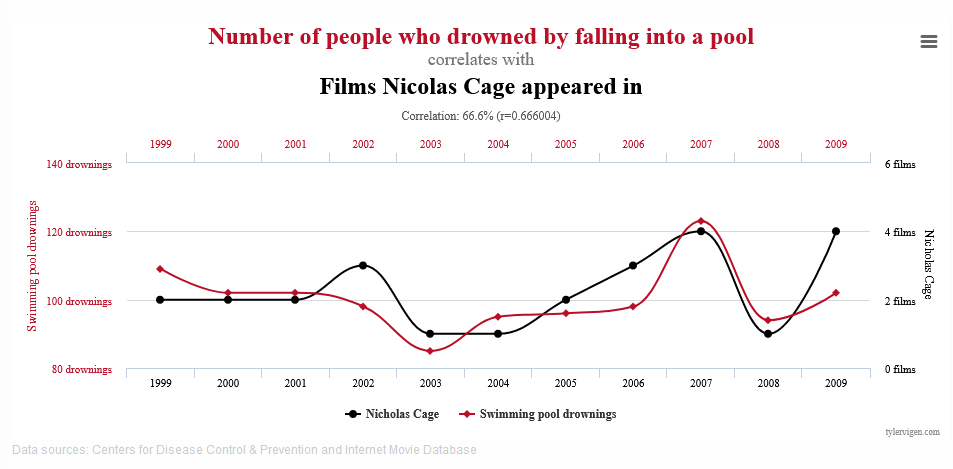 Number of people who drowned by falling into a pool
correlates with
Films Nicolas Cage appeared in
Correlation: 66.6% (r=0.666004)
1999 2000 2001 2002 2003 2004 2005 2006 2007 2008 2009
140 drownings
120 drownings
100 drownings
80 drownings
Swimming pool drownings
6 films
4 films
2 films
0 films
Nicholas Cage
1999 2000 2001 2002 2003 2004 2005 2006 2007 2008 2009
Nicholas Cage Swimming pool drownings
tylervigen.com
Data sources: Centers for Disease Control & Prevention and Internet Movie Database